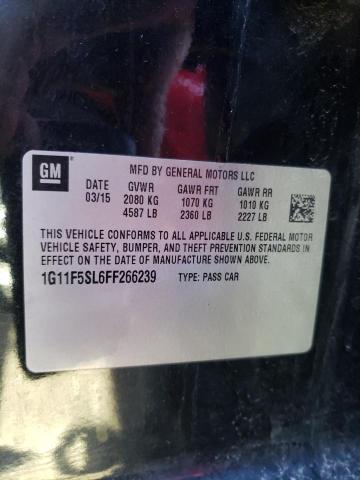 GM
MFD BY GENERAL MOTORS LLC
DATE GVWR GAWR FRT GAWR RR
03/15 2080 KG 1070 KG 1010 KG
4587 LB 2360 LB 2227 LB
THIS VEHICLE CONFORMS TO ALL APPLICABLE U.S. FEDERAL MOTOR
VEHICLE SAFETY, BUMPER, AND THEFT PREVENTION STANDARDS IN EFFECT
ON THE DATE OF MANUFACTURE SHOWN ABOVE.
1G11F5SL6FF266239 TYPE: PASS CAR